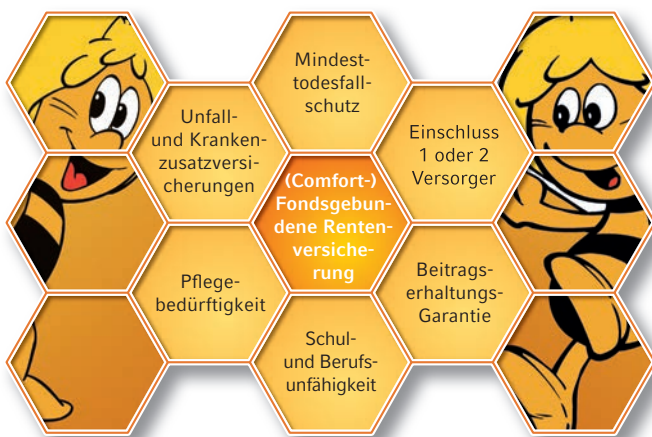 Mindest-
todesfall-
schutz
Unfall-
und Kranken-
zusatzversi-
cherungen
Einschluss
1 oder 2
Versorger
(Comfort-)
Fondsgebun-
dene Renten-
versiche-
rung
Pflege-
bedürftigkeit
Beitrags-
erhaltungs-
Garantie
Schul-
und Berufs-
unfähigkeit